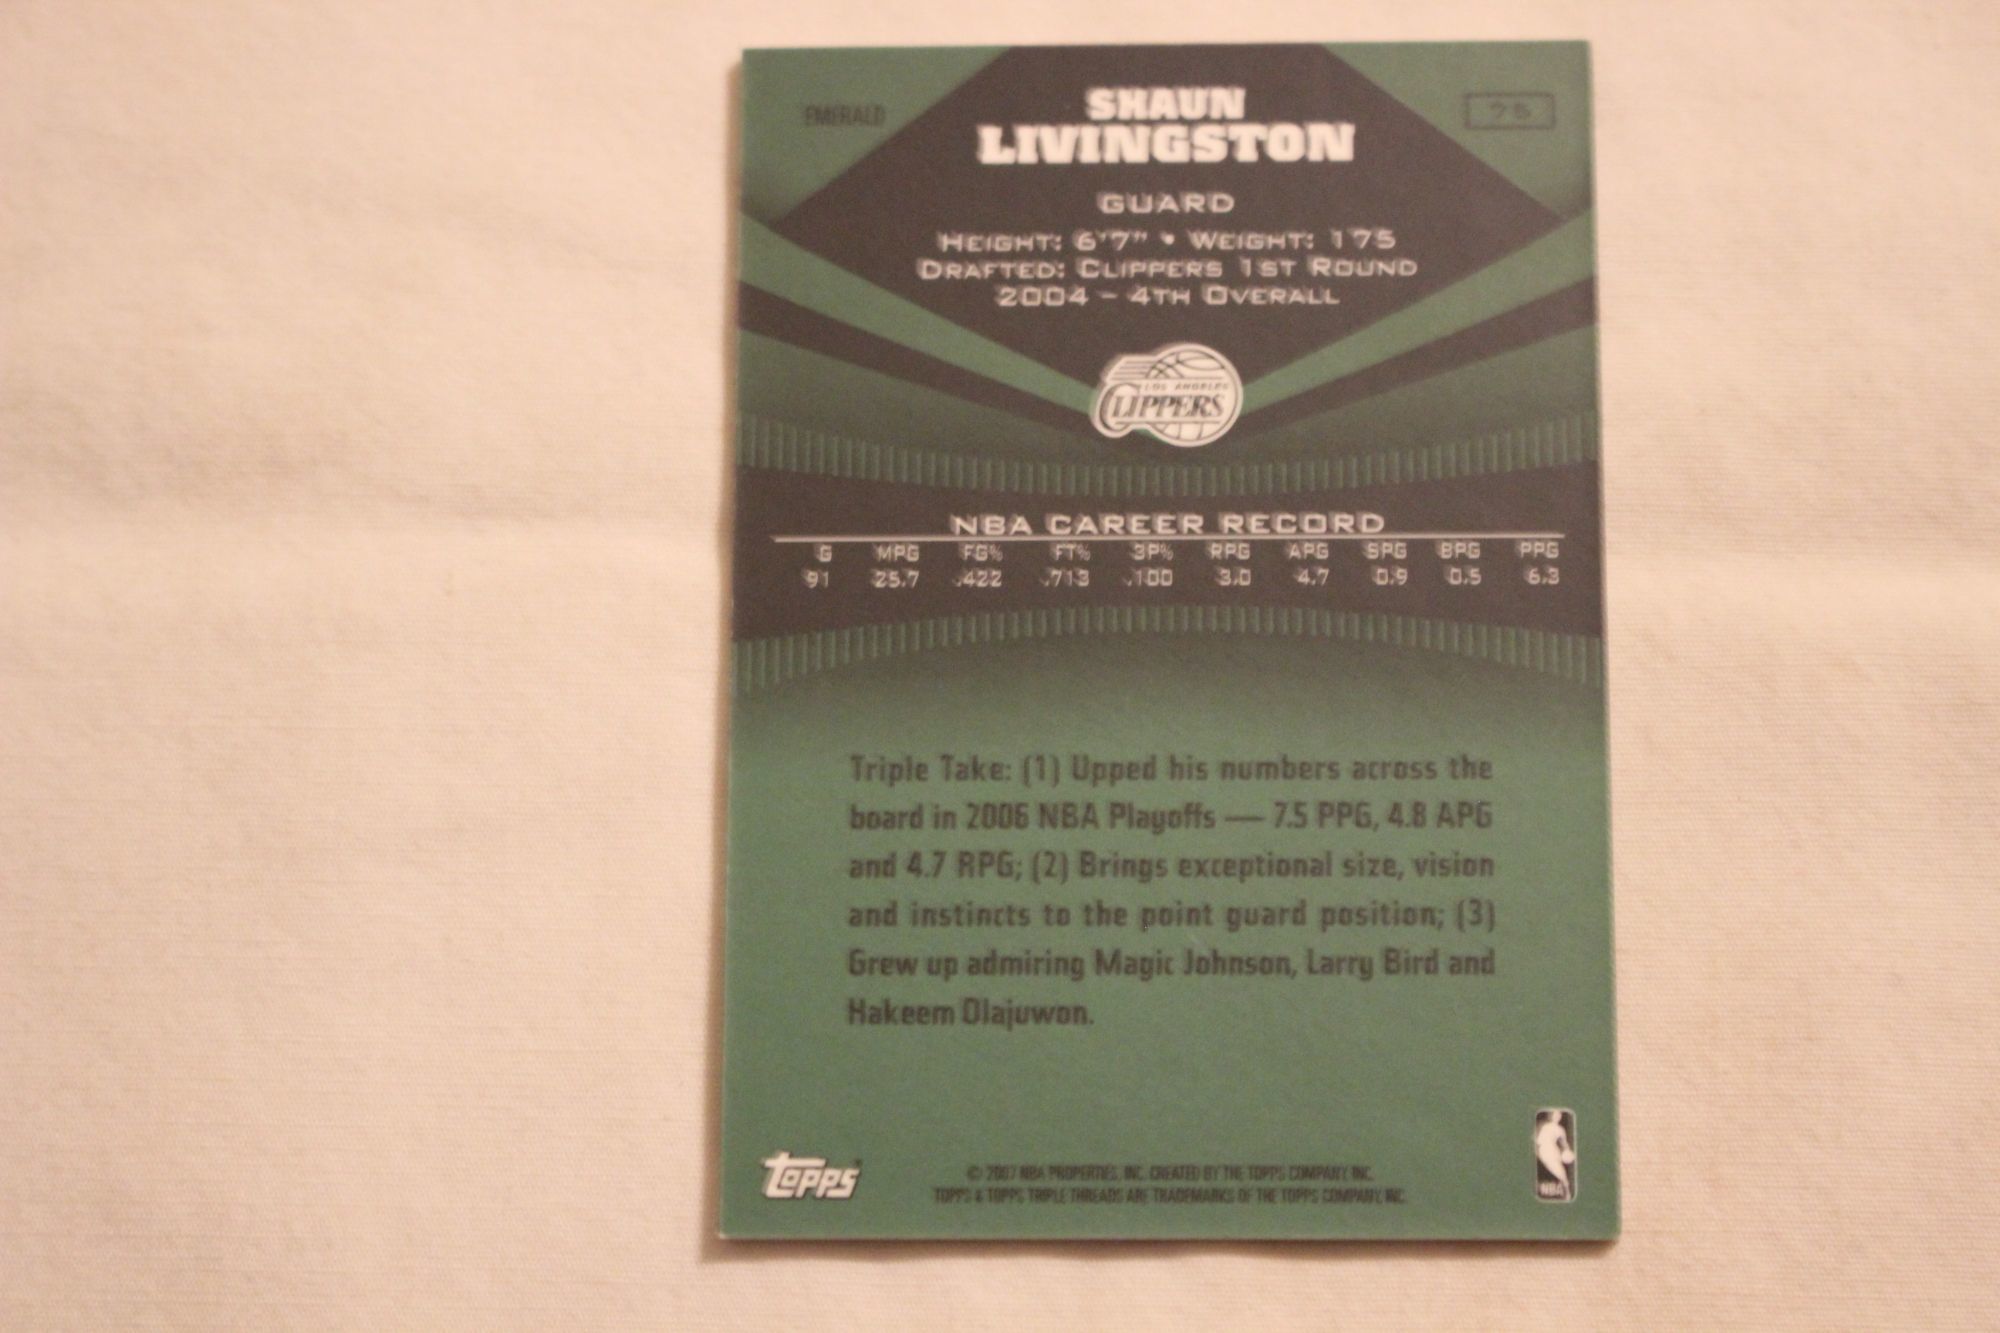 EMERALD
SHAUN
75
LIVINGSTON
GUARD
HEIGHT: 6'7" • WEIGHT: 175
DRAFTED: CLIPPERS 1ST ROUND
2004 – 4TH OVERALL
LOS ANGELES
CLIPPERS
NBA CAREER RECORD
G MPG FG% FT% 3P% RPG APG SPG BPG PPG
91 25.7 .422 .713 .100 3.0 4.7 0.9 0.5 6.3
Triple Take: (1) Upped his numbers across the
board in 2006 NBA Playoffs — 7.5 PPG, 4.8 APG
and 4.7 RPG; (2) Brings exceptional size, vision
and instincts to the point guard position; (3)
Grew up admiring Magic Johnson, Larry Bird and
Hakeem Olajuwon.
topps
© 2007 NBA PROPERTIES, INC. CREATED BY THE TOPPS COMPANY, INC.
TOPPS & TOPPS TRIPLE THREADS ARE TRADEMARKS OF THE TOPPS COMPANY, INC.
NBA